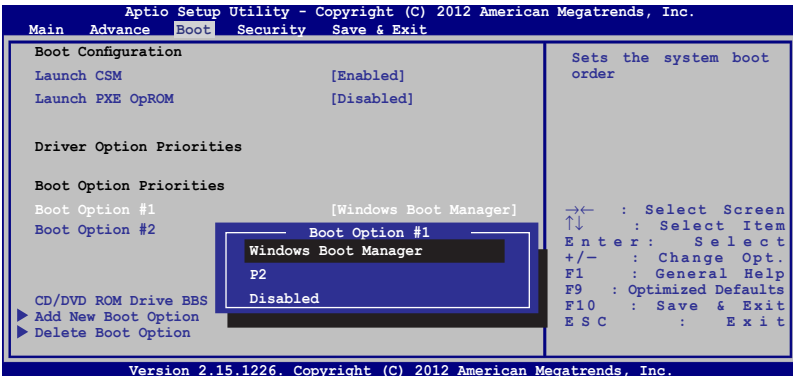 Aptio Setup Utility - Copyright (C) 2012 American Megatrends, Inc.
Main Advance Boot Security Save & Exit
Boot Configuration
Launch CSM [Enabled]
Launch PXE OpROM [Disabled]
Driver Option Priorities
Boot Option Priorities
Boot Option #1 [Windows Boot Manager]
Boot Option #2
CD/DVD ROM Drive BBS
Add New Boot Option
Delete Boot Option
Boot Option #1
Windows Boot Manager
P2
Disabled
Sets the system boot
order
→← : Select Screen
↑↓ : Select Item
Enter: Select
+/— : Change Opt.
F1 : General Help
F9 : Optimized Defaults
F10 : Save & Exit
ESC : Exit
Version 2.15.1226. Copyright (C) 2012 American Megatrends, Inc.